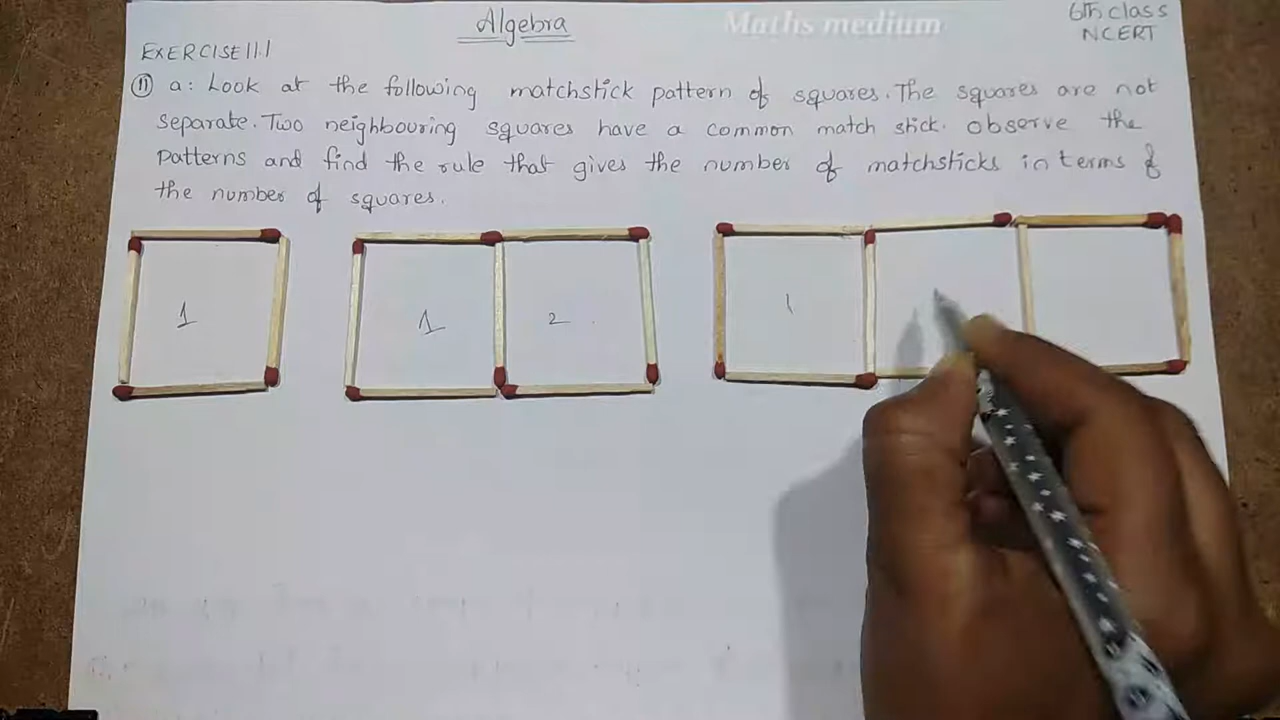 Algebra
Maths medium
6th class
NCERT
EXERCISE 11.1
11 a: Look at the following matchstick pattern of squares. The squares are not
separate. Two neighbouring squares have a common match stick. Observe the
patterns and find the rule that gives the number of matchsticks in terms of
the number of squares.
1
1 2
1